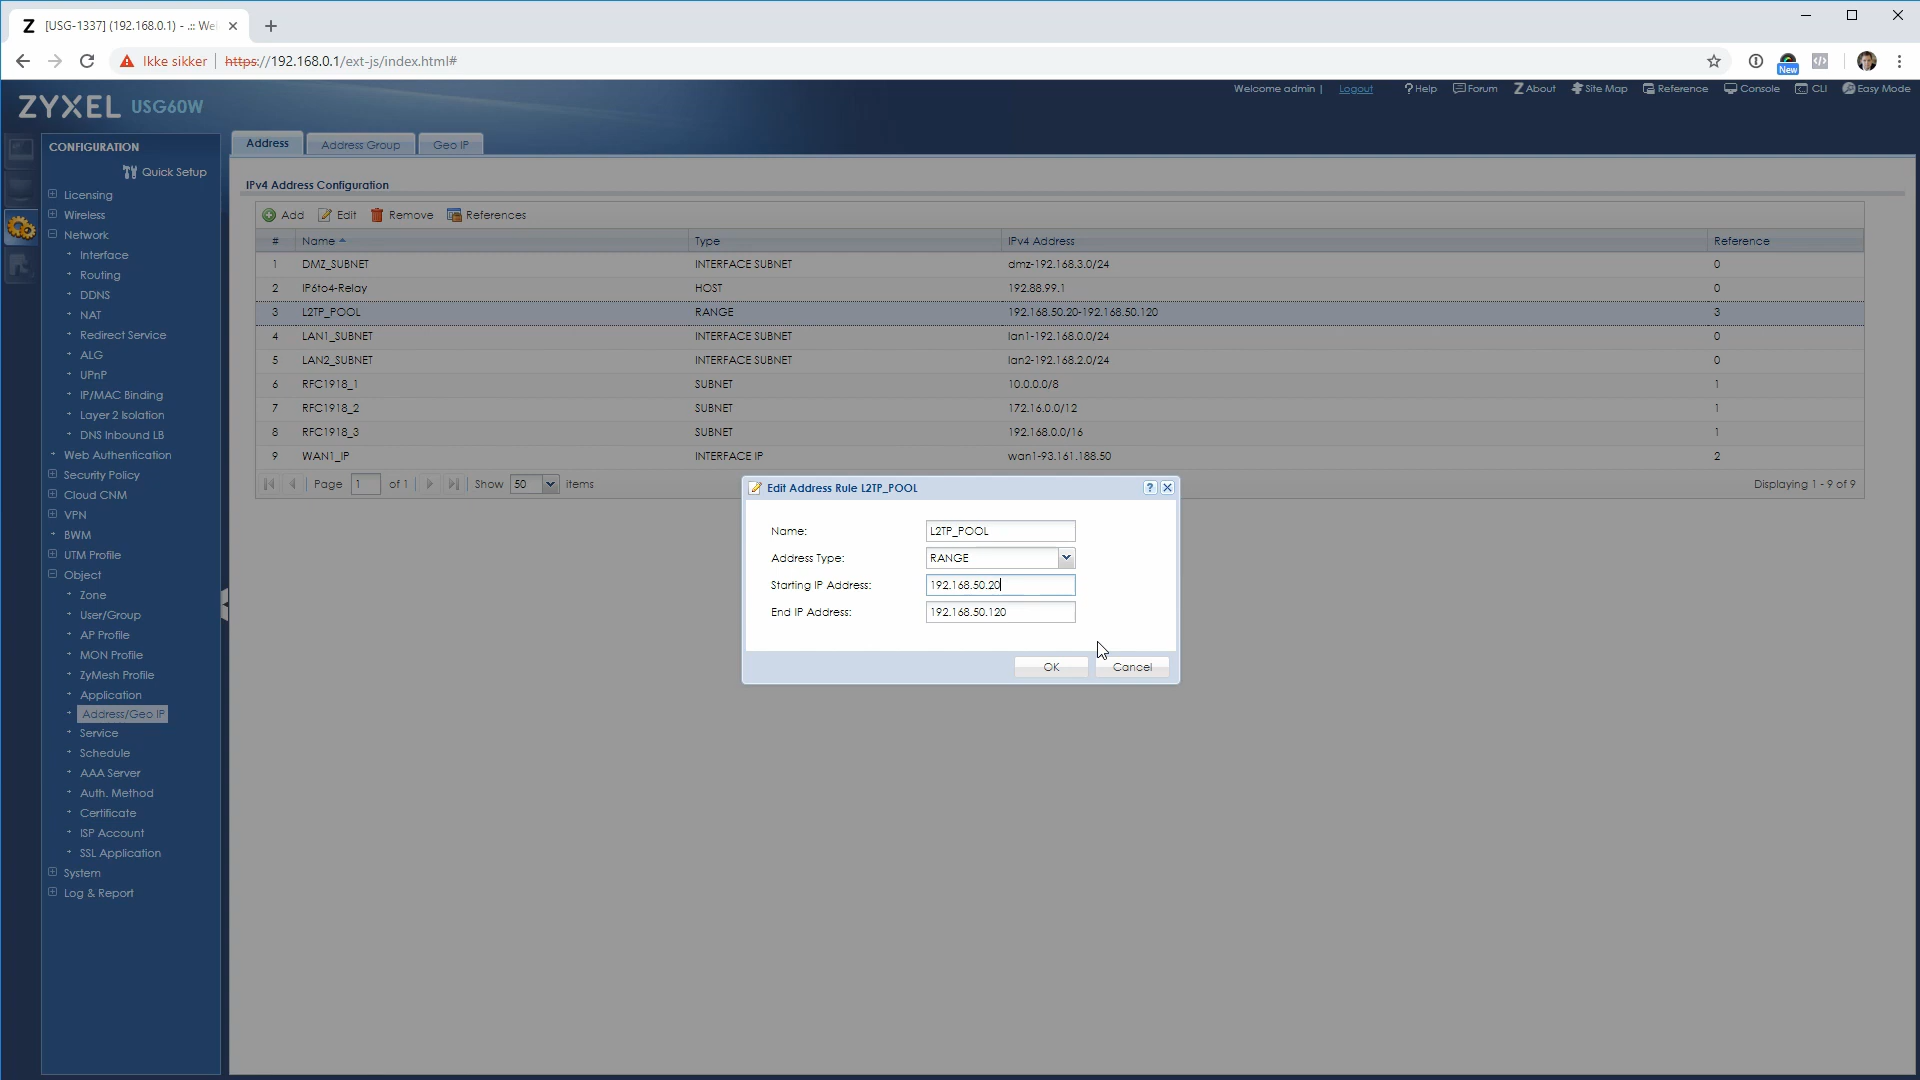 [USG-1337] (192.168.0.1) - .:: We
Ikke sikker https://192.168.0.1/ext-js/index.html#
New
ZYXEL USG60W
Welcome admin | Logout ?Help Forum About Site Map Reference Console CLI Easy Mode
CONFIGURATION
Quick Setup
Licensing
Wireless
Network
Interface
Routing
DDNS
NAT
Redirect Service
ALG
UPnP
IP/MAC Binding
Layer 2 Isolation
DNS Inbound LB
Web Authentication
Security Policy
Cloud CNM
VPN
BWM
UTM Profile
Object
Zone
User/Group
AP Profile
MON Profile
ZyMesh Profile
Application
Address/Geo IP
Service
Schedule
AAA Server
Auth. Method
Certificate
ISP Account
SSL Application
System
Log & Report
Address Address Group Geo IP
IPv4 Address Configuration
Add Edit Remove References
# Name Type IPv4 Address Reference
1 DMZ_SUBNET INTERFACE SUBNET dmz-192.168.3.0/24 0
2 IP6to4-Relay HOST 192.88.99.1 0
3 L2TP_POOL RANGE 192.168.50.20-192.168.50.120 3
4 LAN1_SUBNET INTERFACE SUBNET lan1-192.168.0.0/24 0
5 LAN2_SUBNET INTERFACE SUBNET lan2-192.168.2.0/24 0
6 RFC1918_1 SUBNET 10.0.0.0/8 1
7 RFC1918_2 SUBNET 172.16.0.0/12 1
8 RFC1918_3 SUBNET 192.168.0.0/16 1
9 WAN1_IP INTERFACE IP wan1-93.161.188.50 2
Page 1 of 1 Show 50 items Displaying 1 - 9 of 9
Edit Address Rule L2TP_POOL
Name: L2TP_POOL
Address Type: RANGE
Starting IP Address: 192.168.50.20
End IP Address: 192.168.50.120
OK Cancel